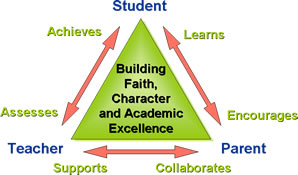 Student
Achieves
Learns
Building
Faith,
Character
and Academic
Excellence
Assesses
Encourages
Teacher
Parent
Supports
Collaborates